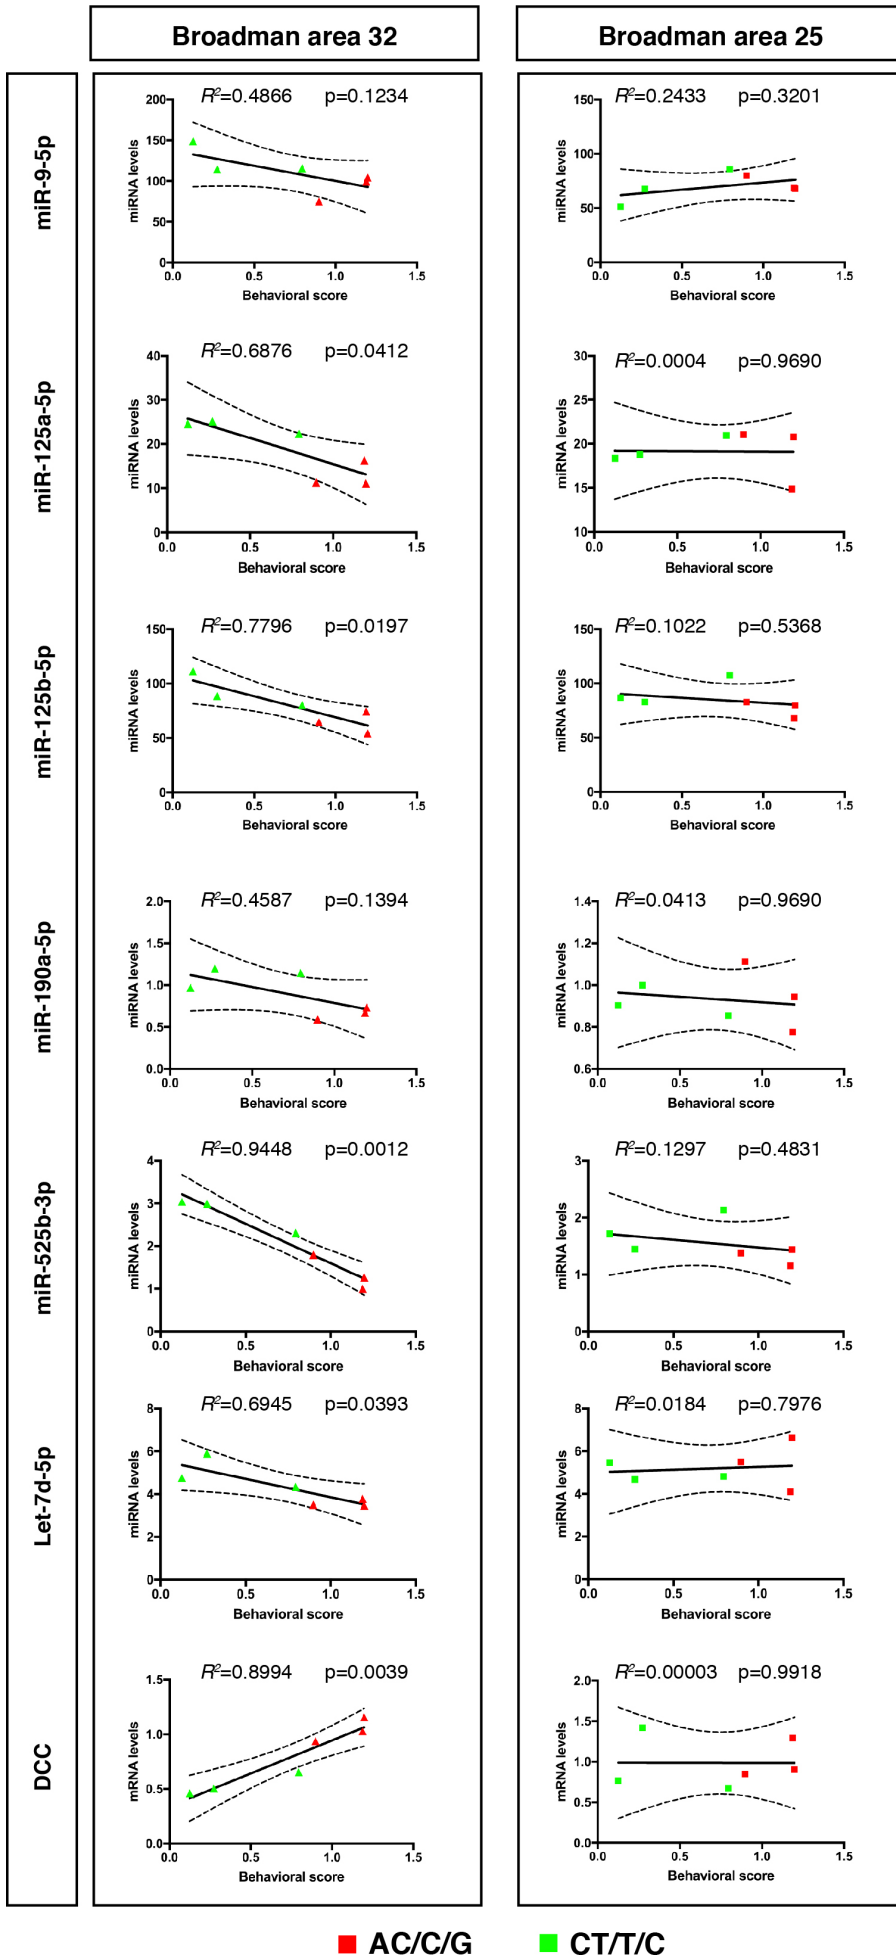 Broadman area 32
Broadman area 25
miR-9-5p
R²=0.4866 p=0.1234
200
150
100
50
0
miRNA levels
0.0 0.5 1.0 1.5
Behavioral score
R²=0.2433 p=0.3201
150
100
50
0
miRNA levels
0.0 0.5 1.0 1.5
Behavioral score
miR-125a-5p
R²=0.6876 p=0.0412
40
30
20
10
0
miRNA levels
0.0 0.5 1.0 1.5
Behavioral score
R²=0.0004 p=0.9690
30
25
20
15
10
miRNA levels
0.0 0.5 1.0 1.5
Behavioral score
miR-125b-5p
R²=0.7796 p=0.0197
150
100
50
0
miRNA levels
0.0 0.5 1.0 1.5
Behavioral score
R²=0.1022 p=0.5368
150
100
50
0
miRNA levels
0.0 0.5 1.0 1.5
Behavioral score
miR-190a-5p
R²=0.4587 p=0.1394
2.0
1.5
1.0
0.5
0.0
miRNA levels
0.0 0.5 1.0 1.5
Behavioral score
R²=0.0413 p=0.9690
1.4
1.2
1.0
0.8
0.6
miRNA levels
0.0 0.5 1.0 1.5
Behavioral score
miR-525b-3p
R²=0.9448 p=0.0012
4
3
2
1
0
miRNA levels
0.0 0.5 1.0 1.5
Behavioral score
R²=0.1297 p=0.4831
3
2
1
0
miRNA levels
0.0 0.5 1.0 1.5
Behavioral score
Let-7d-5p
R²=0.6945 p=0.0393
8
6
4
2
0
miRNA levels
0.0 0.5 1.0 1.5
Behavioral score
R²=0.0184 p=0.7976
8
6
4
2
0
miRNA levels
0.0 0.5 1.0 1.5
Behavioral score
DCC
R²=0.8994 p=0.0039
1.5
1.0
0.5
0.0
mRNA levels
0.0 0.5 1.0 1.5
Behavioral score
R²=0.00003 p=0.9918
2.0
1.5
1.0
0.5
0.0
mRNA levels
0.0 0.5 1.0 1.5
Behavioral score
AC/C/G CT/T/C